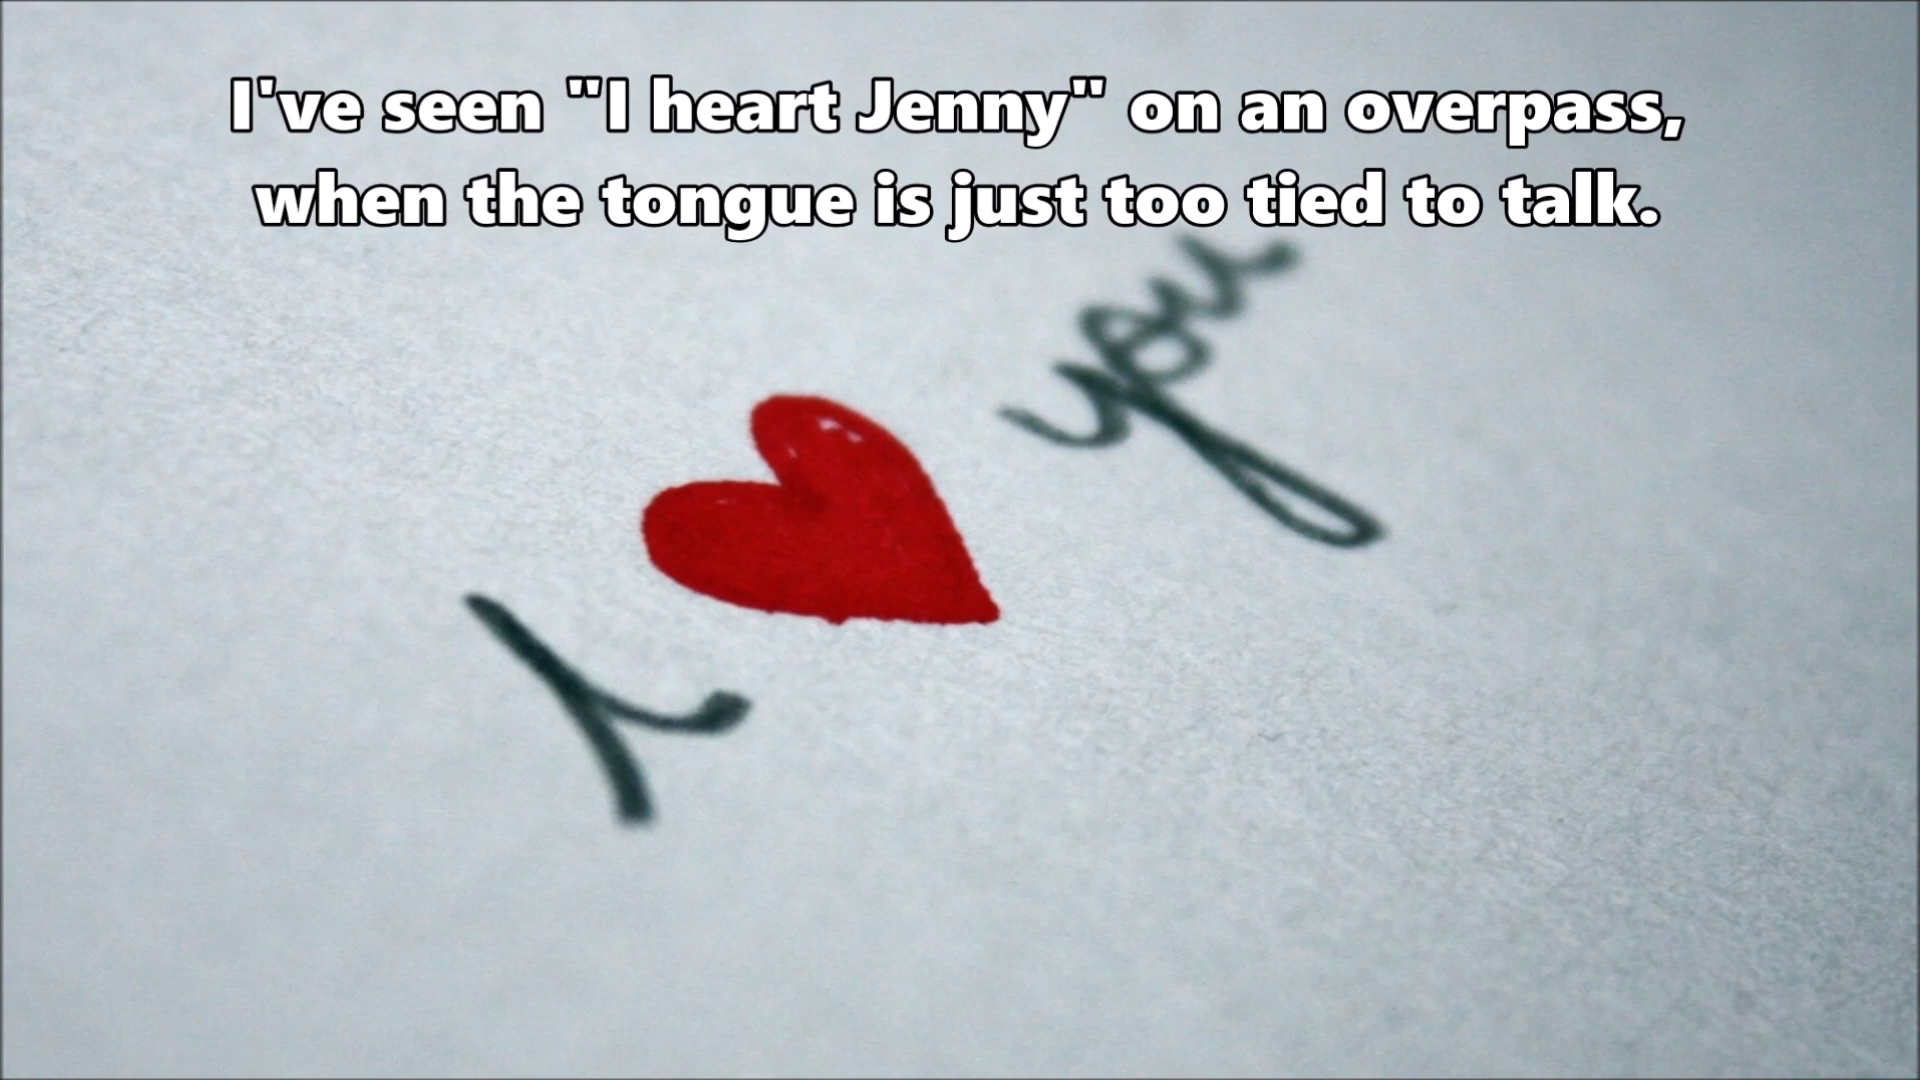 I've seen "I heart Jenny" on an overpass,
when the tongue is just too tied to talk.
I ♥ you